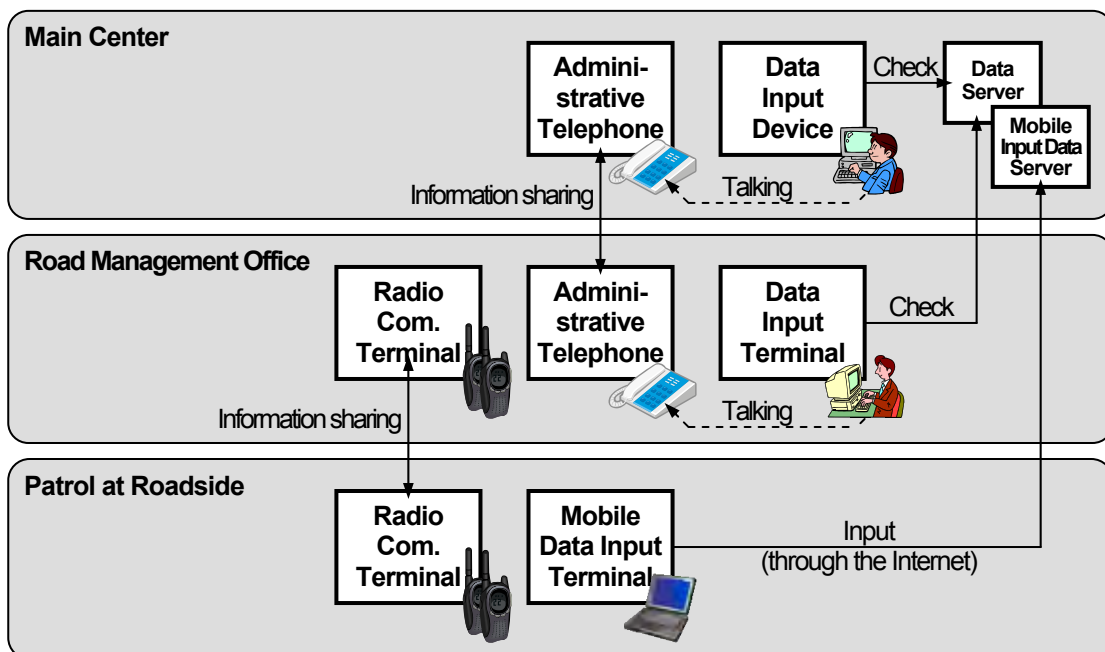 Main Center
Admini-
strative
Telephone
Data
Input
Device
Check
Data
Server
Mobile
Input Data
Server
Information sharing
Talking
Road Management Office
Radio
Com.
Terminal
Admini-
strative
Telephone
Data
Input
Terminal
Check
Information sharing
Talking
Patrol at Roadside
Radio
Com.
Terminal
Mobile
Data Input
Terminal
Input
(through the Internet)